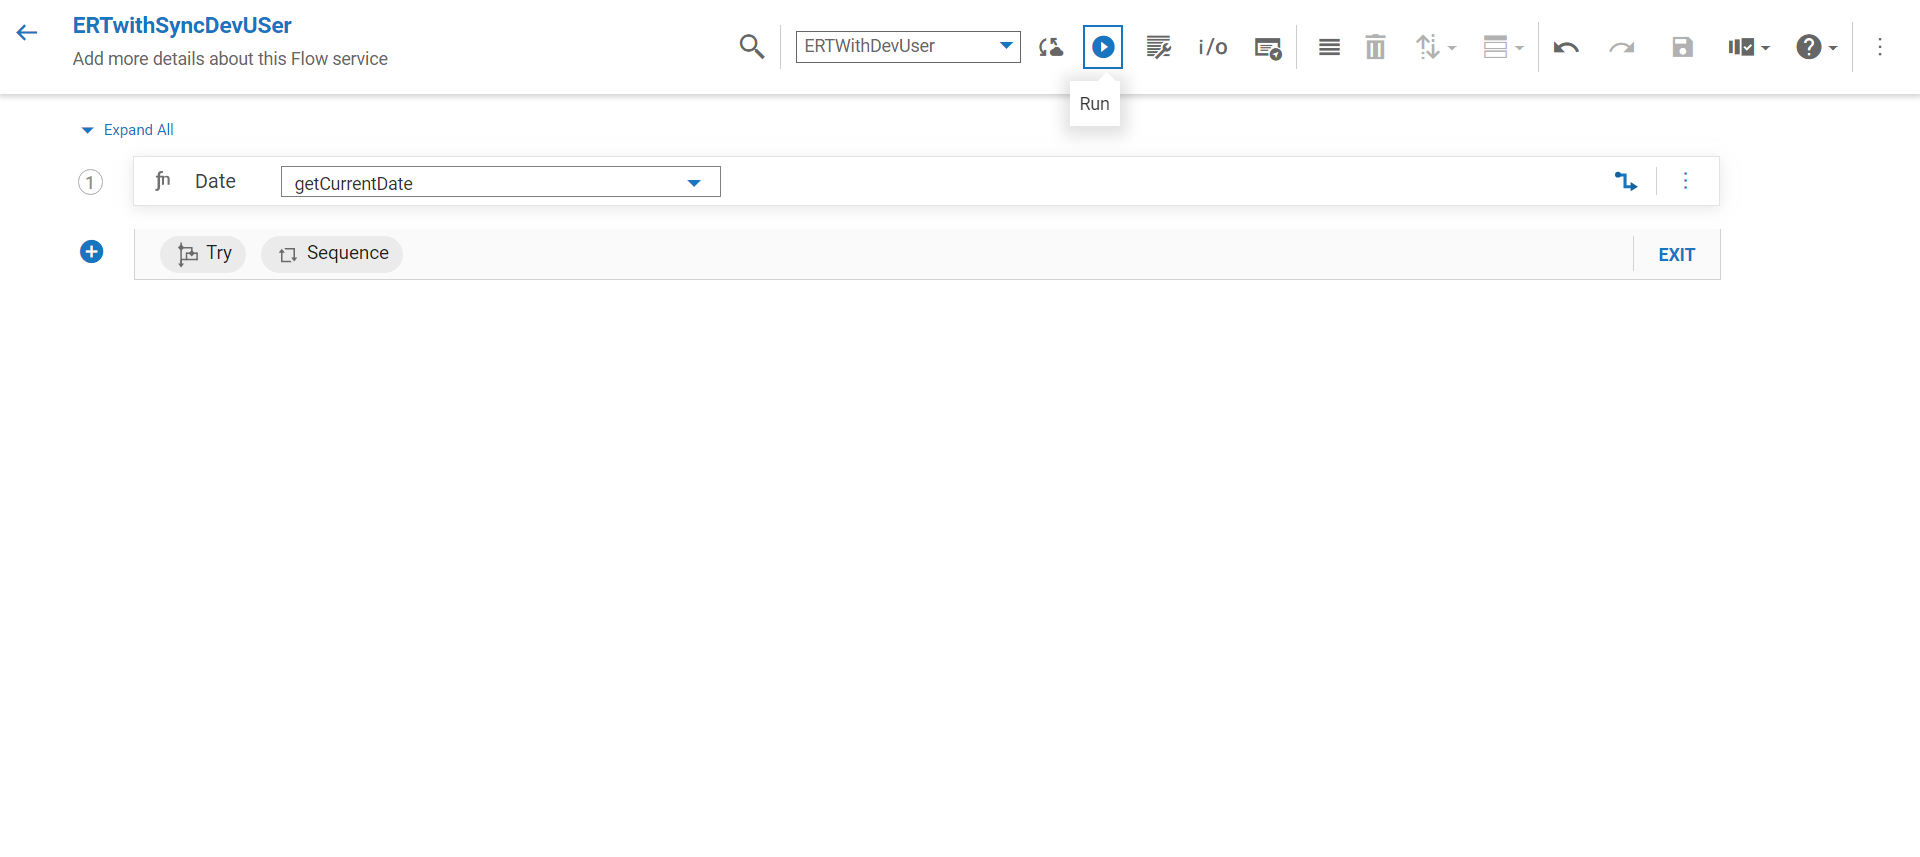 ERTwithSyncDevUSer
Add more details about this Flow service
ERTWithDevUser
i/o
?
Run
Expand All
1
fn
Date
getCurrentDate
Try
Sequence
EXIT